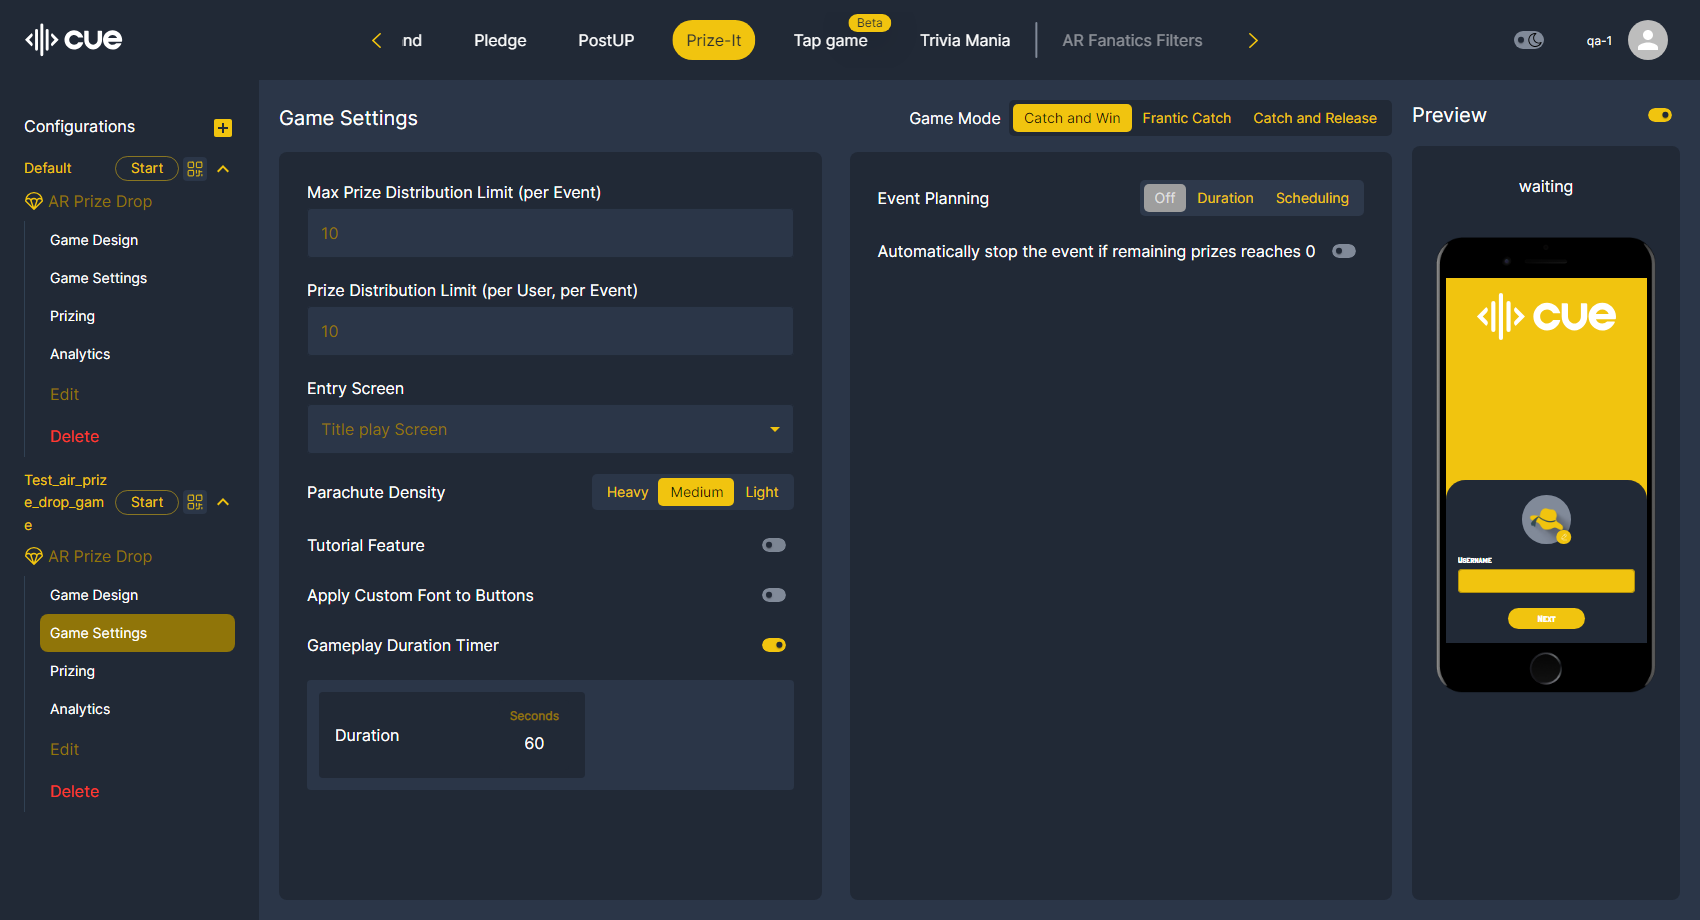 cue
nd
Pledge
PostUP
Prize-It
Beta
Tap game
Trivia Mania
AR Fanatics Filters
qa-1
Configurations
Default
Start
AR Prize Drop
Game Design
Game Settings
Prizing
Analytics
Edit
Delete
Test_air_priz
e_drop_gam
e
Start
AR Prize Drop
Game Design
Game Settings
Prizing
Analytics
Edit
Delete
Game Settings
Game Mode
Catch and Win
Frantic Catch
Catch and Release
Max Prize Distribution Limit (per Event)
10
Prize Distribution Limit (per User, per Event)
10
Entry Screen
Title play Screen
Parachute Density
Heavy
Medium
Light
Tutorial Feature
Apply Custom Font to Buttons
Gameplay Duration Timer
Duration
Seconds
60
Event Planning
Off
Duration
Scheduling
Automatically stop the event if remaining prizes reaches 0
Preview
waiting
cue
Username
Next